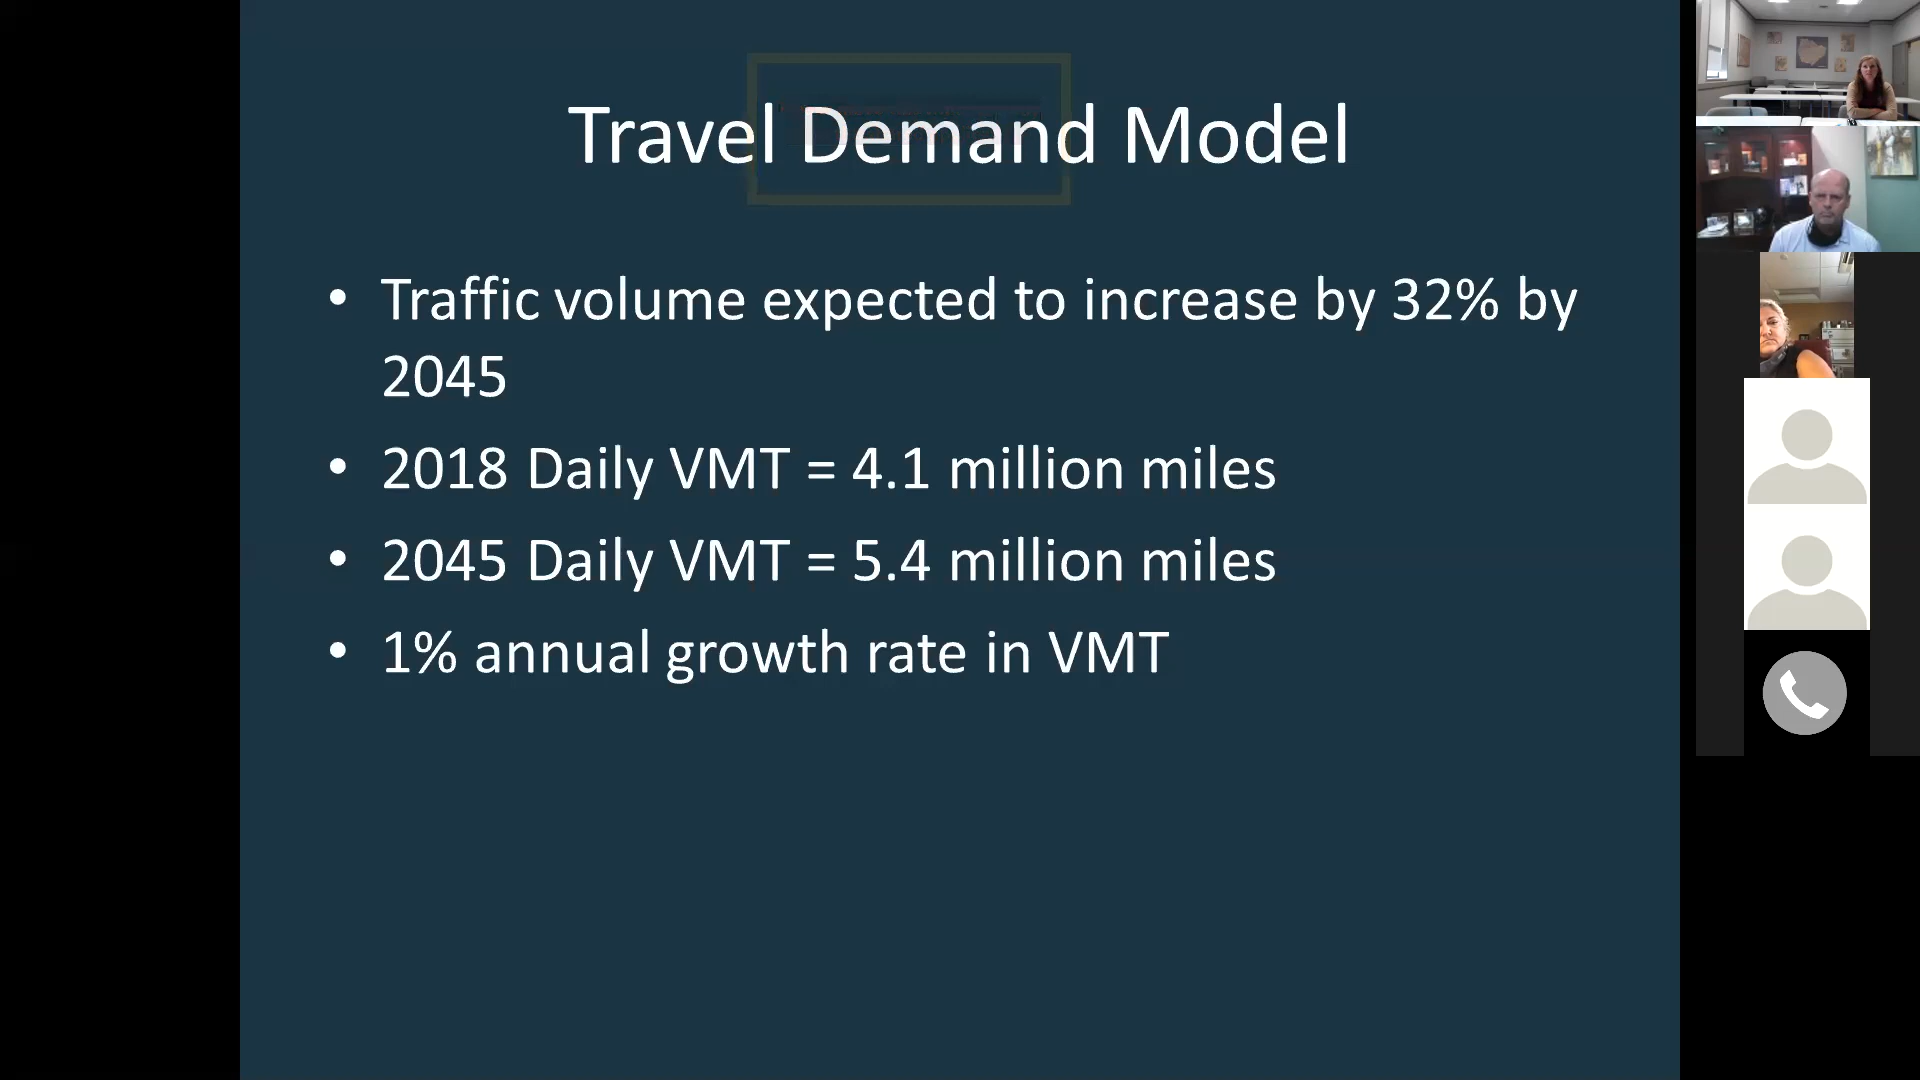 Travel Demand Model
• Traffic volume expected to increase by 32% by
2045
• 2018 Daily VMT = 4.1 million miles
• 2045 Daily VMT = 5.4 million miles
• 1% annual growth rate in VMT